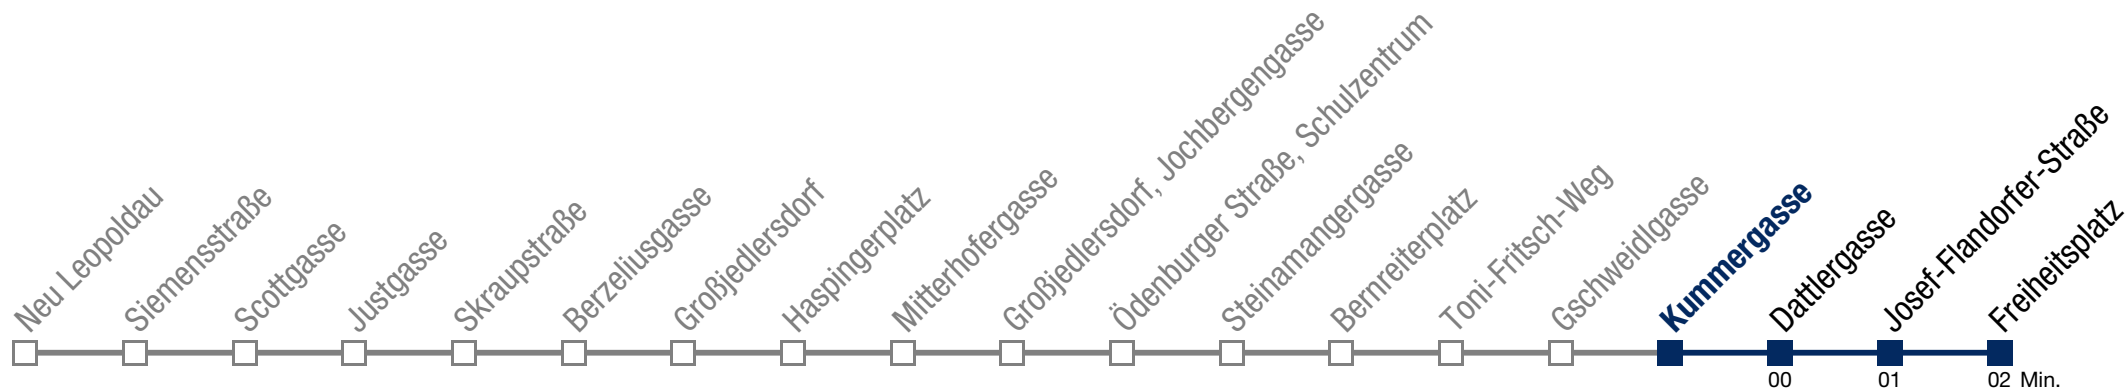 Neu Leopoldau
Siemensstraße
Scottgasse
Justgasse
Skraupstraße
Berzeliusgasse
Großjedlersdorf
Haspingerplatz
Mitterhofergasse
Großjedlersdorf, Jochbergengasse
Ödenburger Straße, Schulzentrum
Steinamangergasse
Bernreiterplatz
Toni-Fritsch-Weg
Gschweidlgasse
Kummergasse
Dattlergasse
Josef-Flandorfer-Straße
Freiheitsplatz
00 01 02 Min.